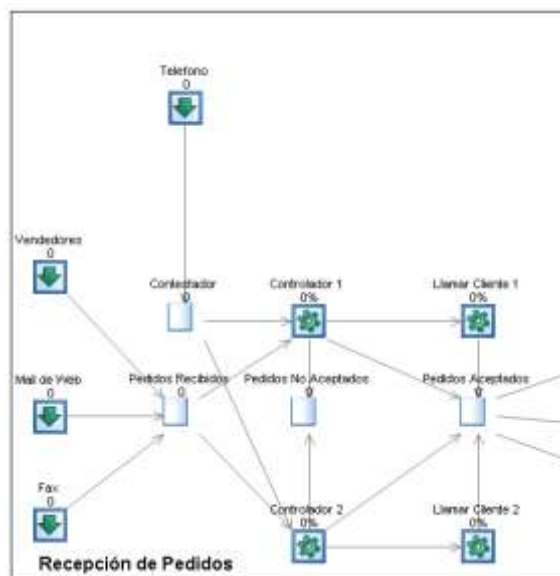 Telefono
0
Vendedores
0
Contestador
0
Controlador 1
0%
Llamar Cliente 1
0%
Mail de Web
0
Pedidos Recibidos
0
Pedidos No Aceptados
0
Pedidos Aceptados
0
Fax
0
Controlador 2
0%
Llamar Cliente 2
0%
Recepción de Pedidos